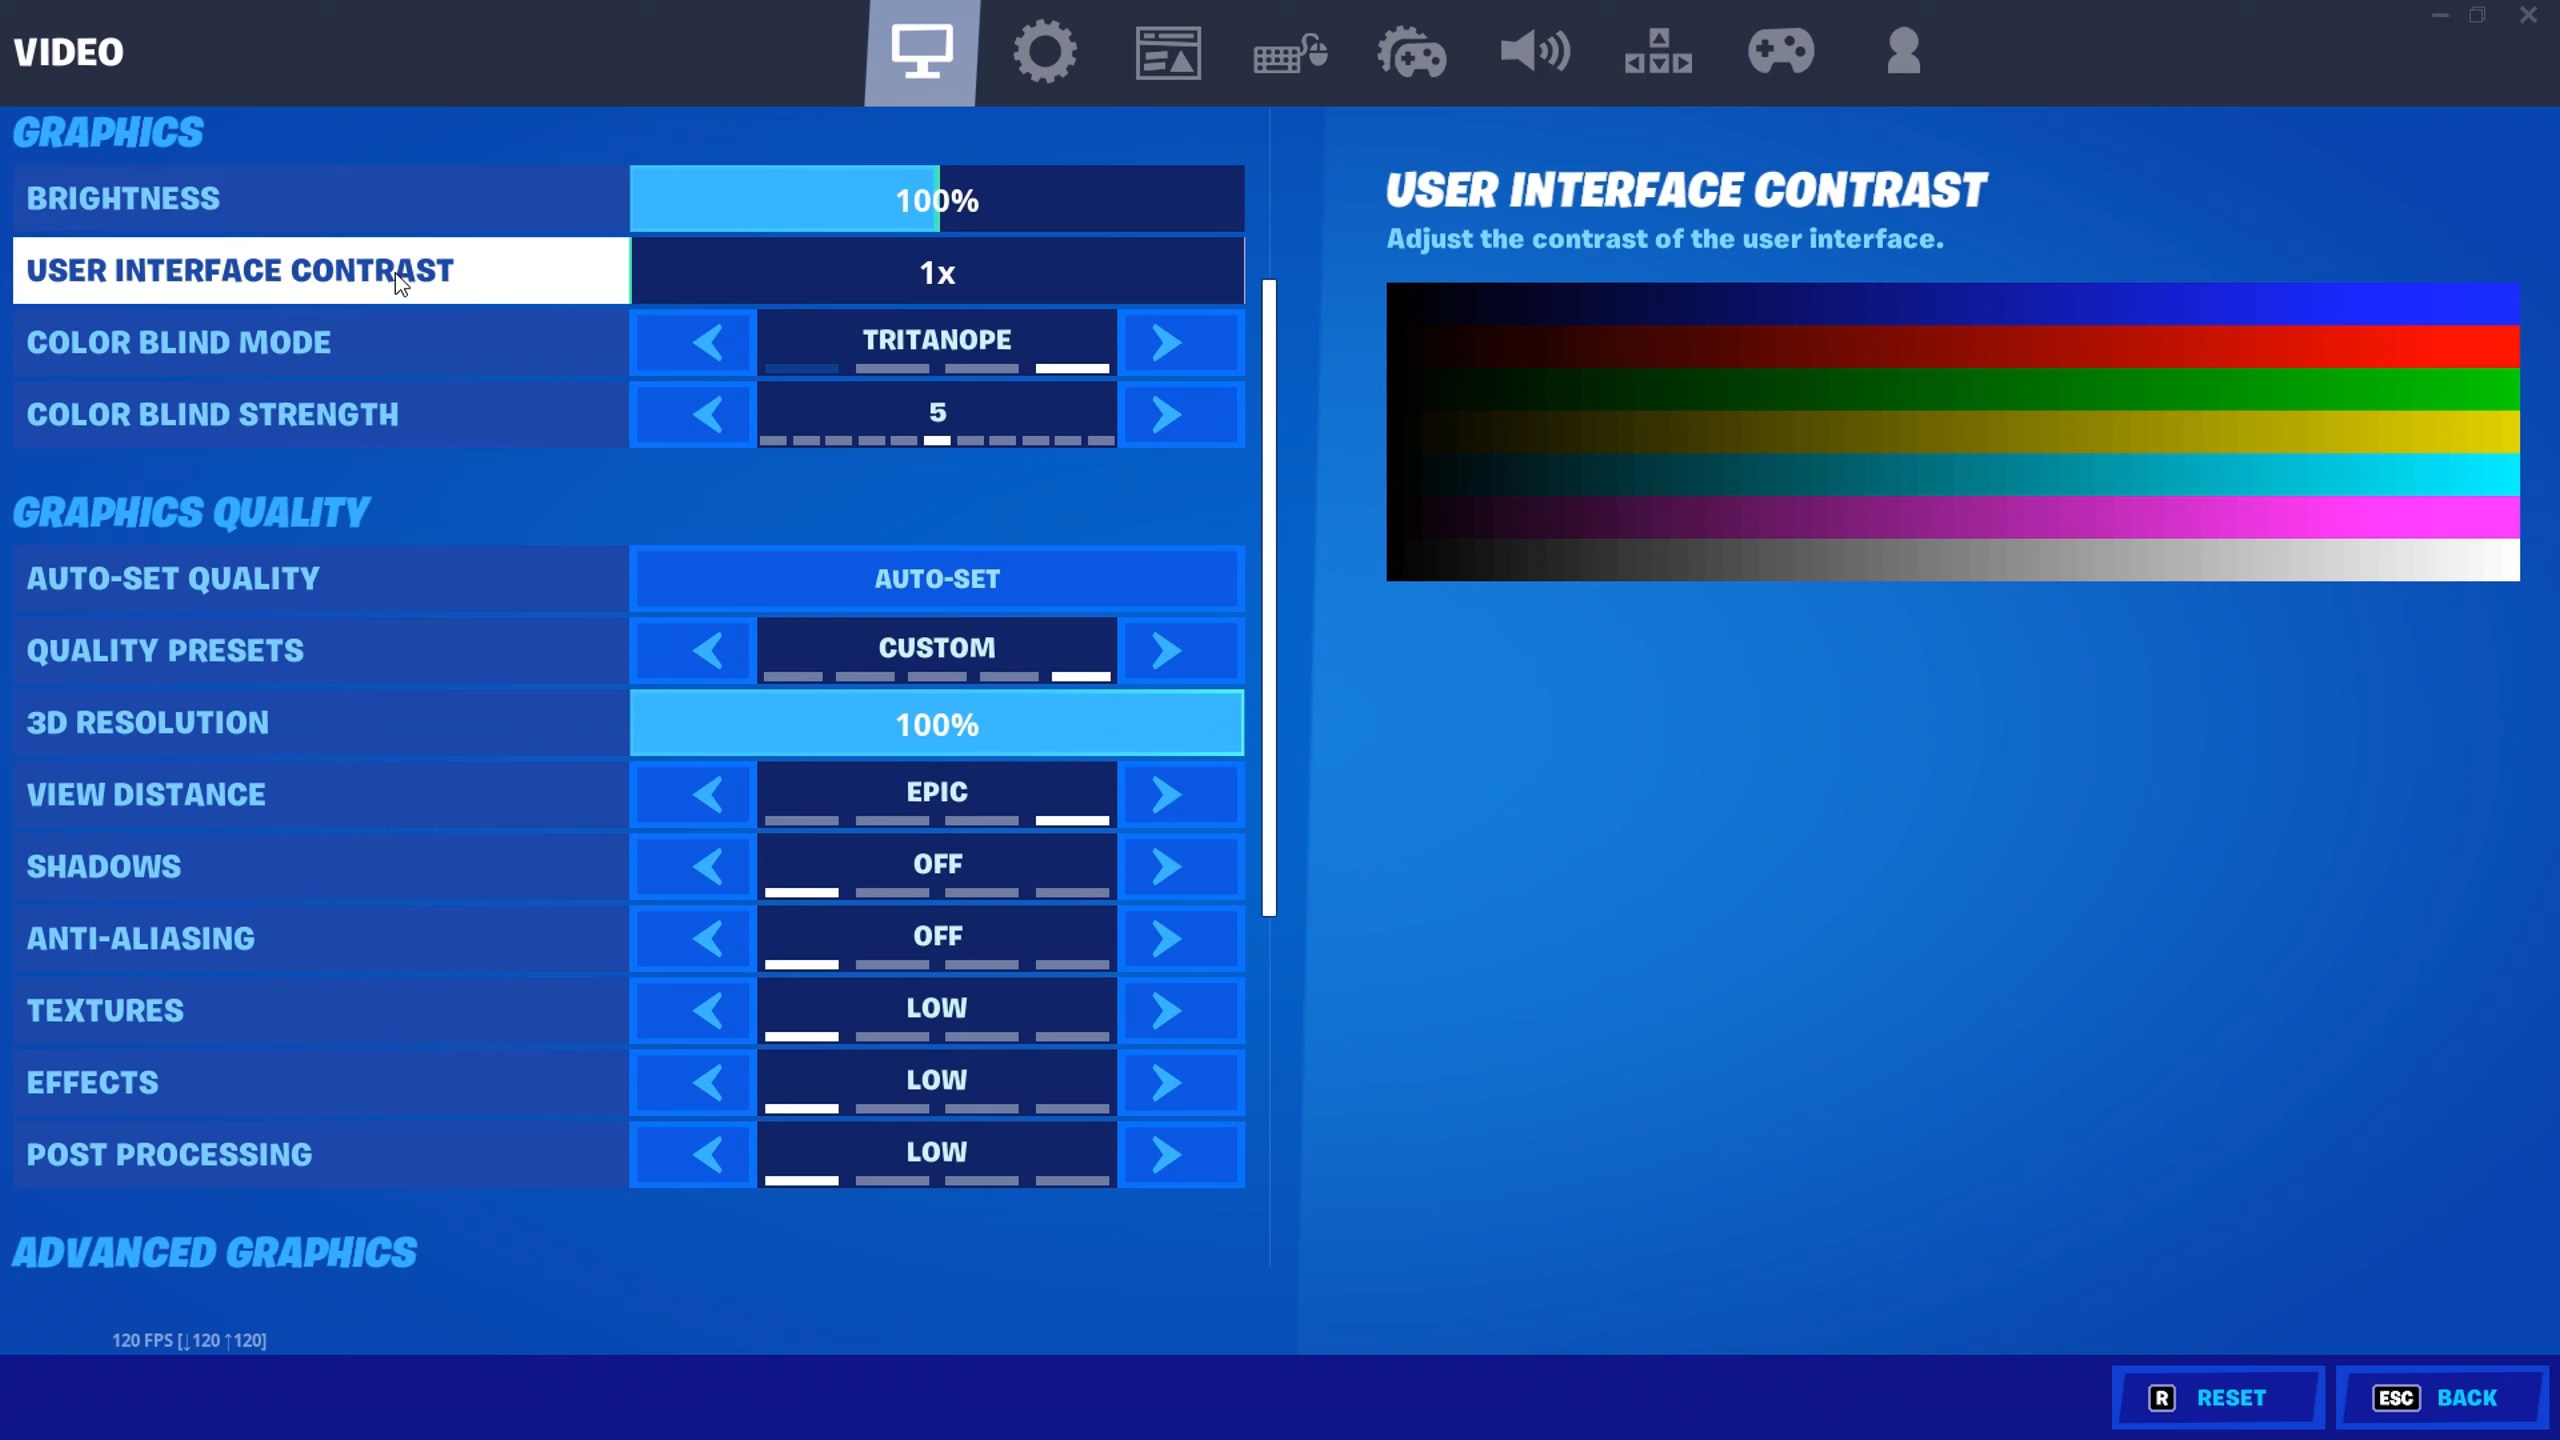 VIDEO
GRAPHICS
BRIGHTNESS 100%
USER INTERFACE CONTRAST 1x
COLOR BLIND MODE TRITANOPE
COLOR BLIND STRENGTH 5
GRAPHICS QUALITY
AUTO-SET QUALITY AUTO-SET
QUALITY PRESETS CUSTOM
3D RESOLUTION 100%
VIEW DISTANCE EPIC
SHADOWS OFF
ANTI-ALIASING OFF
TEXTURES LOW
EFFECTS LOW
POST PROCESSING LOW
ADVANCED GRAPHICS
120 FPS [↓120 ↑120]
USER INTERFACE CONTRAST
Adjust the contrast of the user interface.
R RESET
ESC BACK